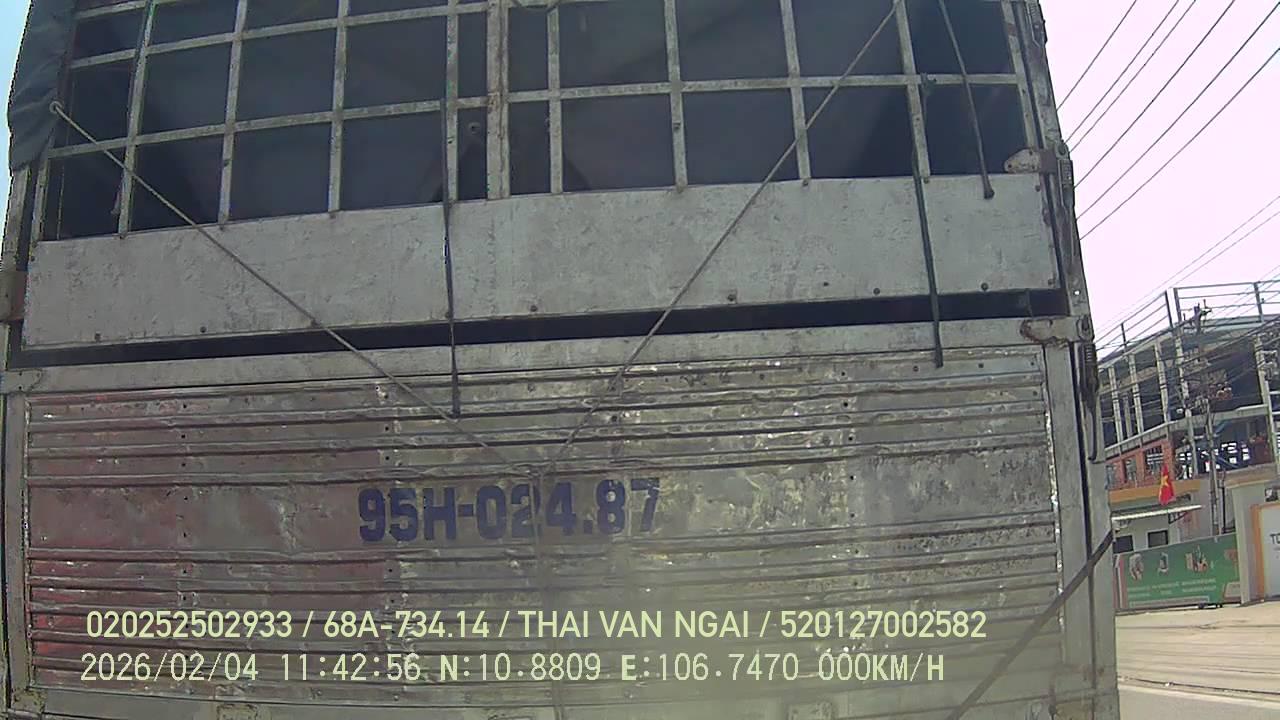 95H-024.87
020252502933 / 68A-734.14 / THAI VAN NGAI / 520127002582
2026/02/04 11:42:56 N:10.8809 E:106.7470 000KM/H